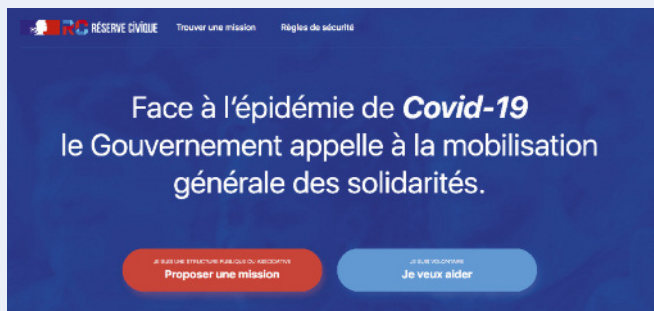 RC RÉSERVE CIVIQUE Trouver une mission Règles de sécurité
Face à l'épidémie de Covid-19
le Gouvernement appelle à la mobilisation
générale des solidarités.
JE SUIS UNE STRUCTURE PUBLIQUE OU ASSOCIATIVE
Proposer une mission
JE SUIS VOLONTAIRE
Je veux aider